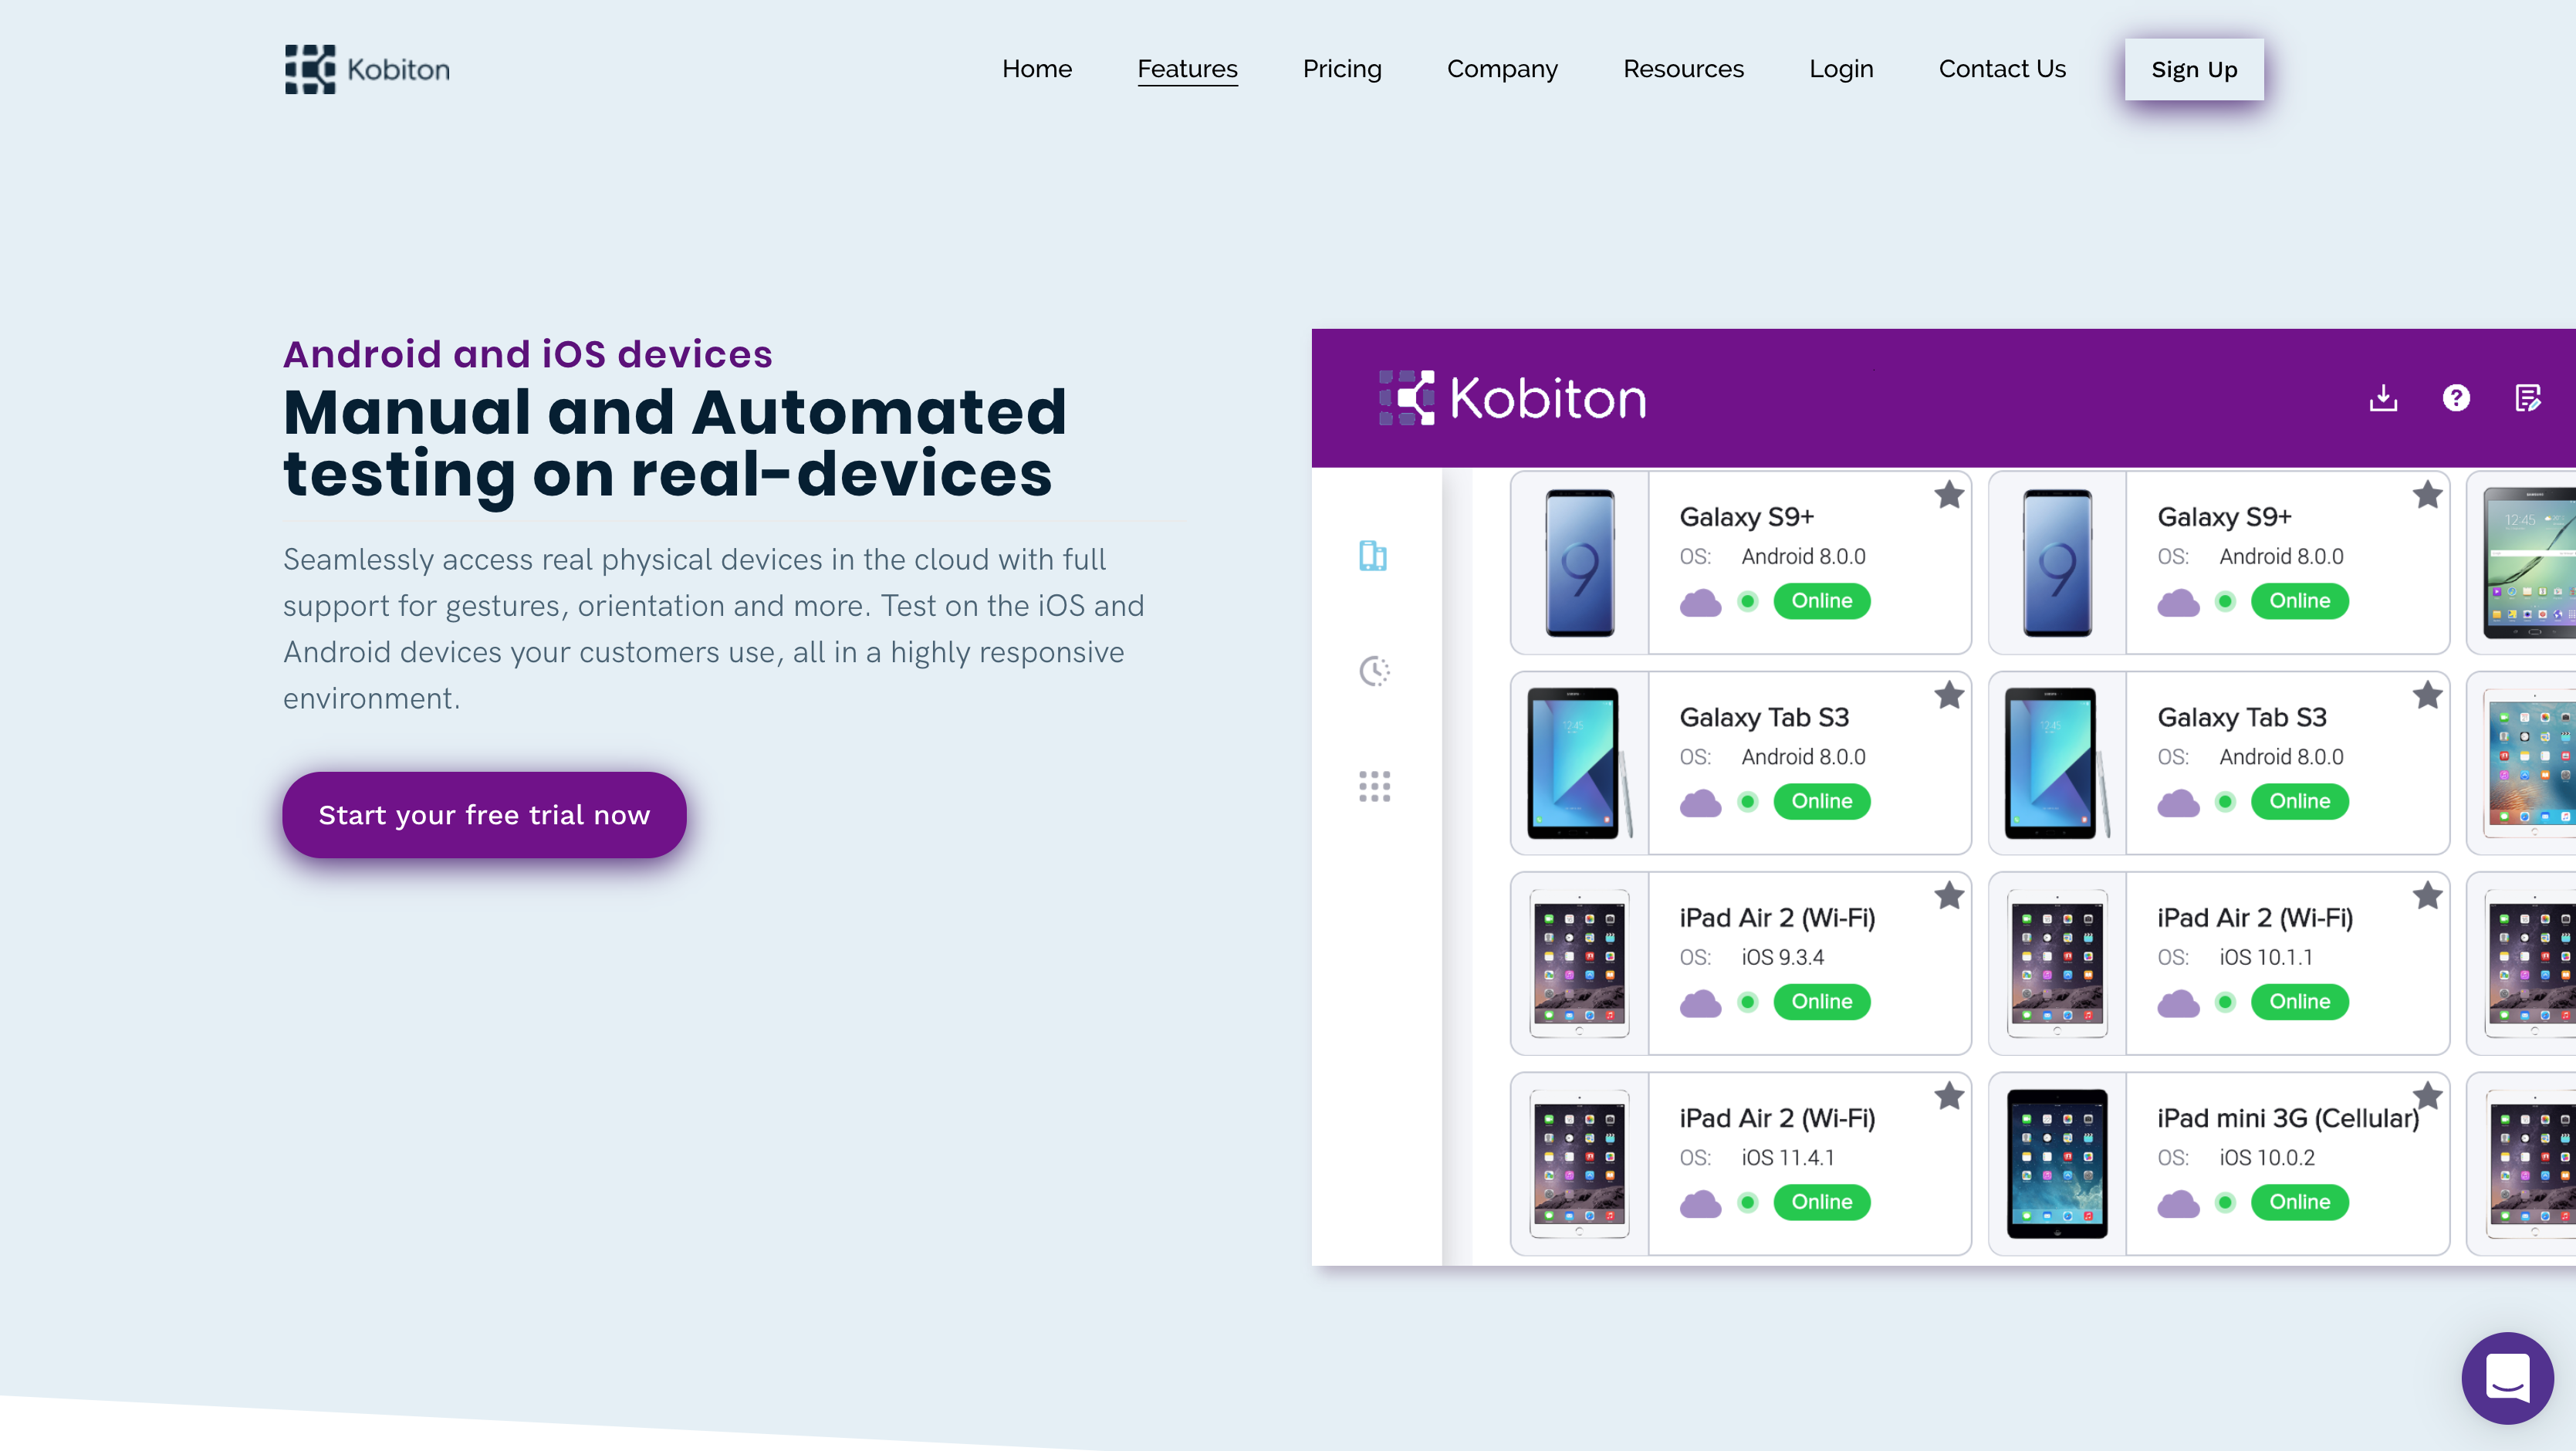 Kobiton
Home Features Pricing Company Resources Login Contact Us Sign Up
Android and iOS devices
Manual and Automated
testing on real-devices
Seamlessly access real physical devices in the cloud with full
support for gestures, orientation and more. Test on the iOS and
Android devices your customers use, all in a highly responsive
environment.
Start your free trial now
Kobiton
Galaxy S9+
OS: Android 8.0.0
Online
Galaxy S9+
OS: Android 8.0.0
Online
12:45
Galaxy Tab S3
OS: Android 8.0.0
Online
Galaxy Tab S3
OS: Android 8.0.0
Online
iPad Air 2 (Wi-Fi)
OS: iOS 9.3.4
Online
iPad Air 2 (Wi-Fi)
OS: iOS 10.1.1
Online
iPad Air 2 (Wi-Fi)
OS: iOS 11.4.1
Online
iPad mini 3G (Cellular)
OS: iOS 10.0.2
Online